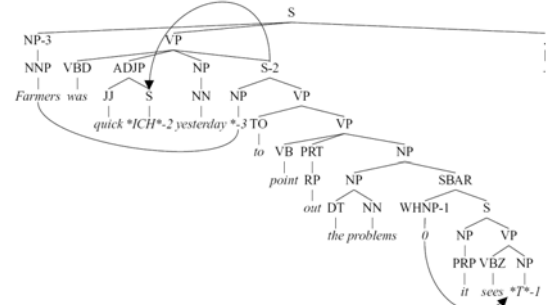 S
NP-3 VP
NNP VBD ADJP NP S-2
Farmers was JJ S NN NP VP
quick *ICH*-2 yesterday *-3 TO VP
to VB PRT NP
point RP NP SBAR
out DT NN WHNP-1 S
the problems 0 NP VP
PRP VBZ NP
it sees *T*-1